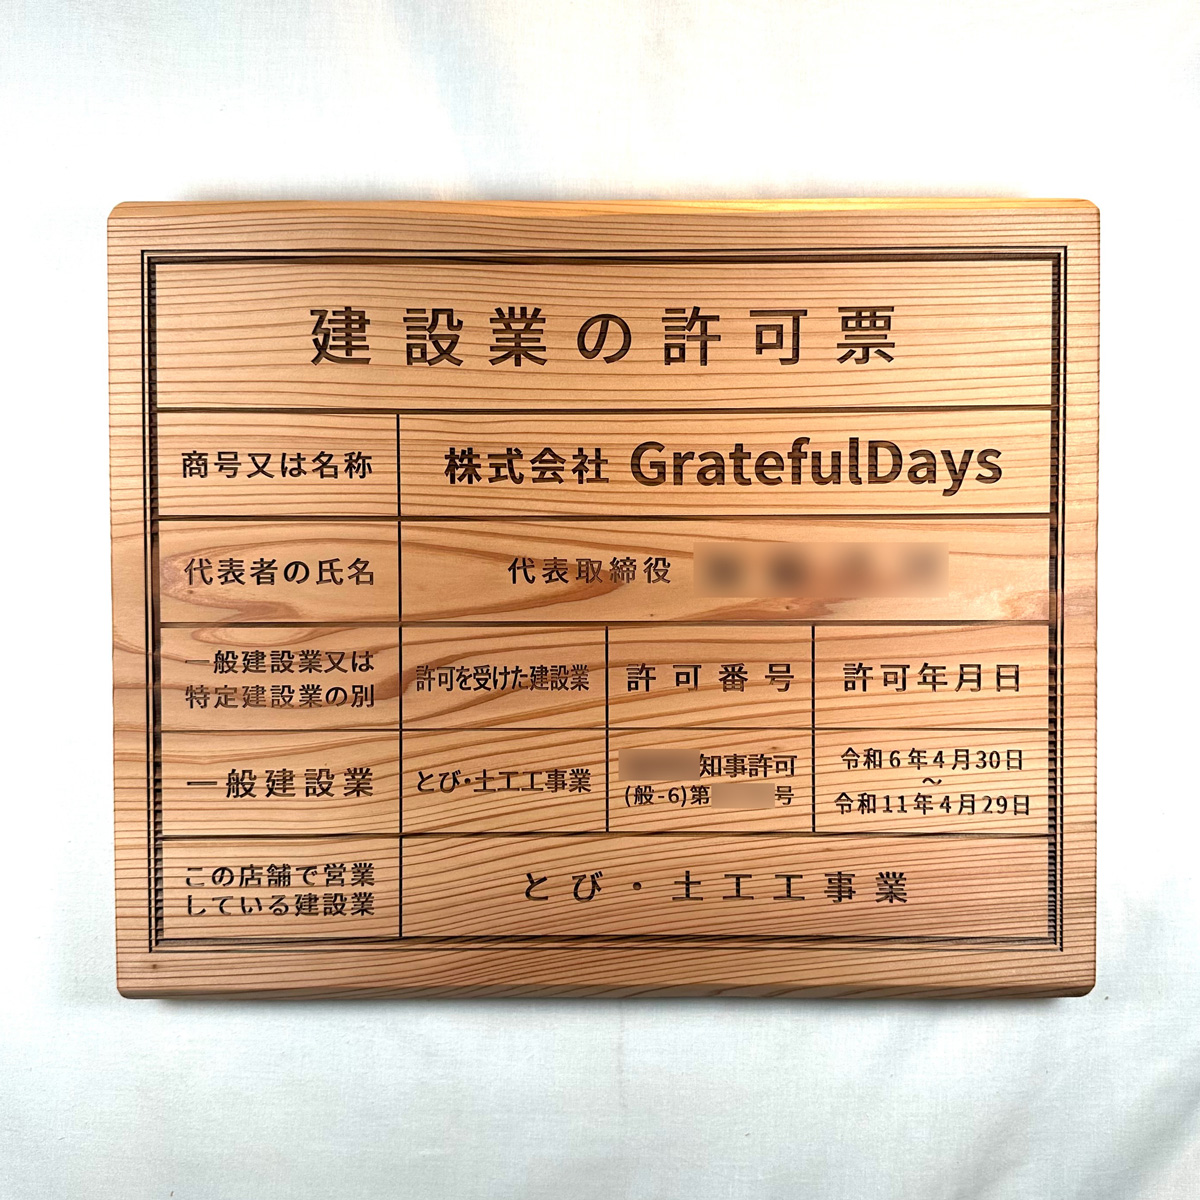 建設業の許可票
商号又は名称
株式会社 GratefulDays
代表者の氏名
代表取締役
一般建設業又は
特定建設業の別
許可を受けた建設業
許可番号
許可年月日
一般建設業
とび・土工工事業
知事許可
(般-6)第 号
令和6年4月30日
～
令和11年4月29日
この店舗で営業
している建設業
とび・土工工事業